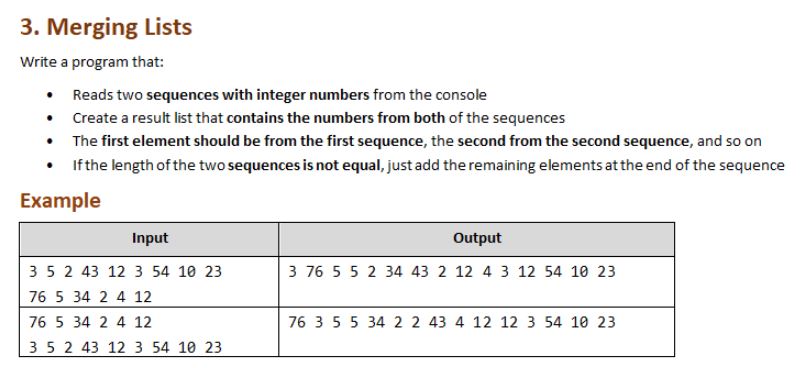 3. Merging Lists
Write a program that:
• Reads two sequences with integer numbers from the console
• Create a result list that contains the numbers from both of the sequences
• The first element should be from the first sequence, the second from the second sequence, and so on
• If the length of the two sequences is not equal, just add the remaining elements at the end of the sequence
Example
Input Output
3 5 2 43 12 3 54 10 23 3 76 5 5 2 34 43 2 12 4 3 12 54 10 23
76 5 34 2 4 12
76 5 34 2 4 12 76 3 5 5 34 2 2 43 4 12 12 3 54 10 23
3 5 2 43 12 3 54 10 23